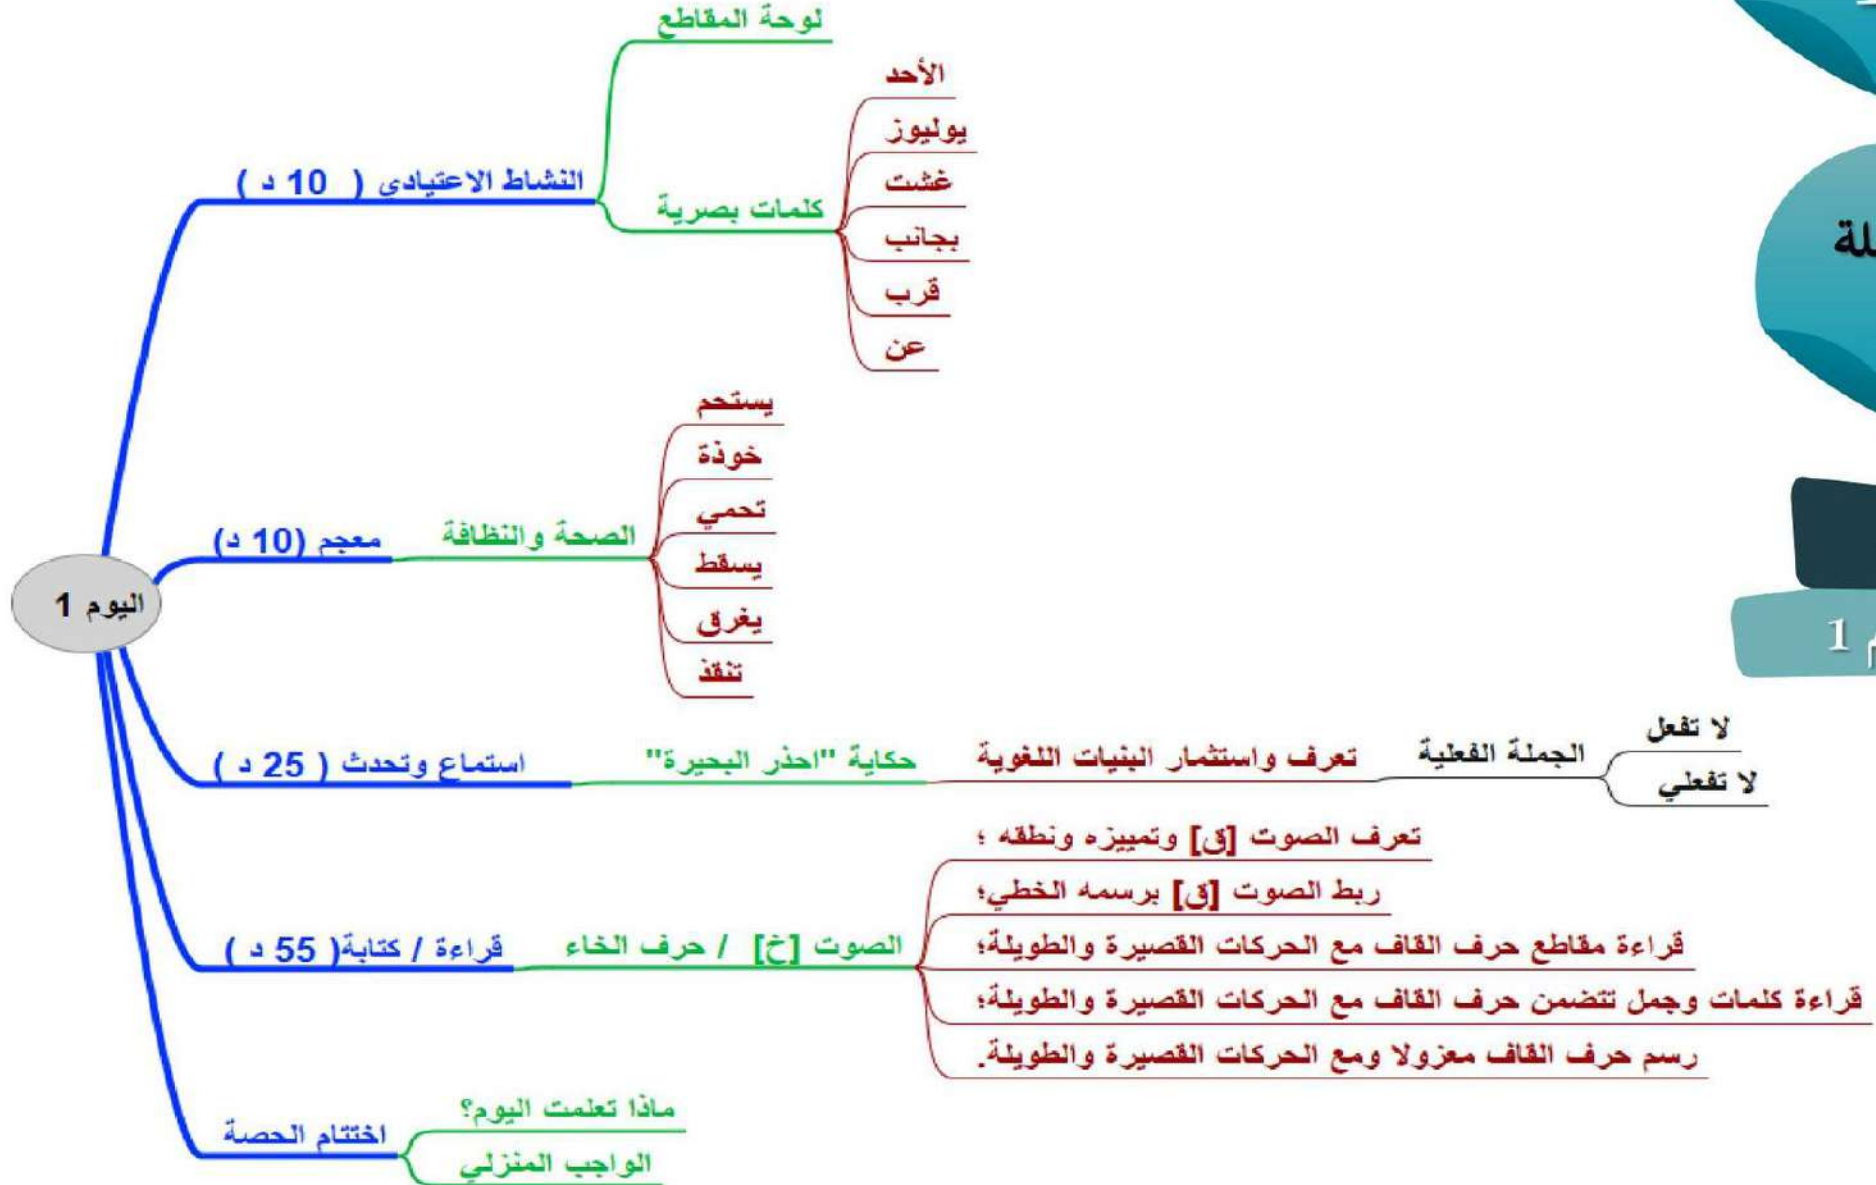 اليوم 1
النشاط الاعتيادي ( 10 د )
لوحة المقاطع
كلمات بصرية
الأحد
يوليوز
غشت
بجانب
قرب
عن
معجم (10 د)
الصحة والنظافة
يستحم
خوذة
تحمي
يسقط
يغرق
تنقذ
استماع وتحدث ( 25 د )
حكاية "احذر البحيرة"
تعرف واستثمار البنيات اللغوية
الجملة الفعلية
لا تفعل
لا تفعلي
قراءة / كتابة( 55 د )
الصوت [خ] / حرف الخاء
تعرف الصوت [ق] وتمييزه ونطقه ؛
ربط الصوت [ق] برسمه الخطي؛
قراءة مقاطع حرف القاف مع الحركات القصيرة والطويلة؛
قراءة كلمات وجمل تتضمن حرف القاف مع الحركات القصيرة والطويلة؛
رسم حرف القاف معزولا ومع الحركات القصيرة والطويلة.
اختتام الحصة
ماذا تعلمت اليوم؟
الواجب المنزلي
1